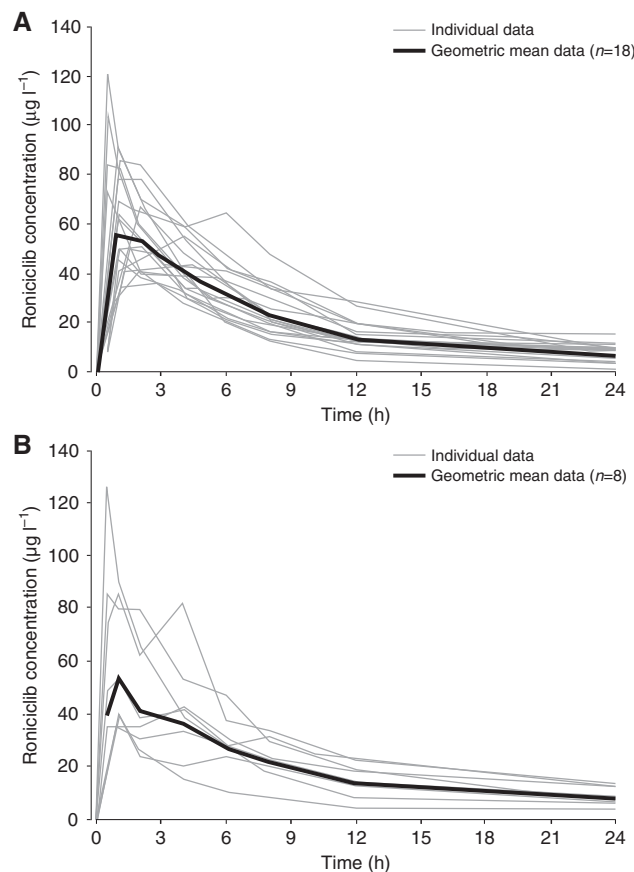 A
140
120
100
80
60
40
20
0
Roniciclib concentration (µg l⁻¹)
Individual data
Geometric mean data (n=18)
0 3 6 9 12 15 18 21 24
Time (h)
B
140
120
100
80
60
40
20
0
Roniciclib concentration (µg l⁻¹)
Individual data
Geometric mean data (n=8)
0 3 6 9 12 15 18 21 24
Time (h)